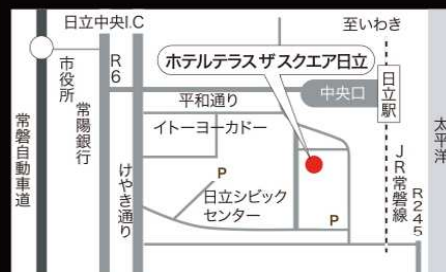 日立中央I.C
至いわき
市役所
R6
ホテルテラス ザ スクエア日立
中央口
日立駅
平和通り
常陽銀行
イトーヨーカドー
太平洋
常磐自動車道
けやき通り
P
日立シビック
センター
P
JR常磐線
R245